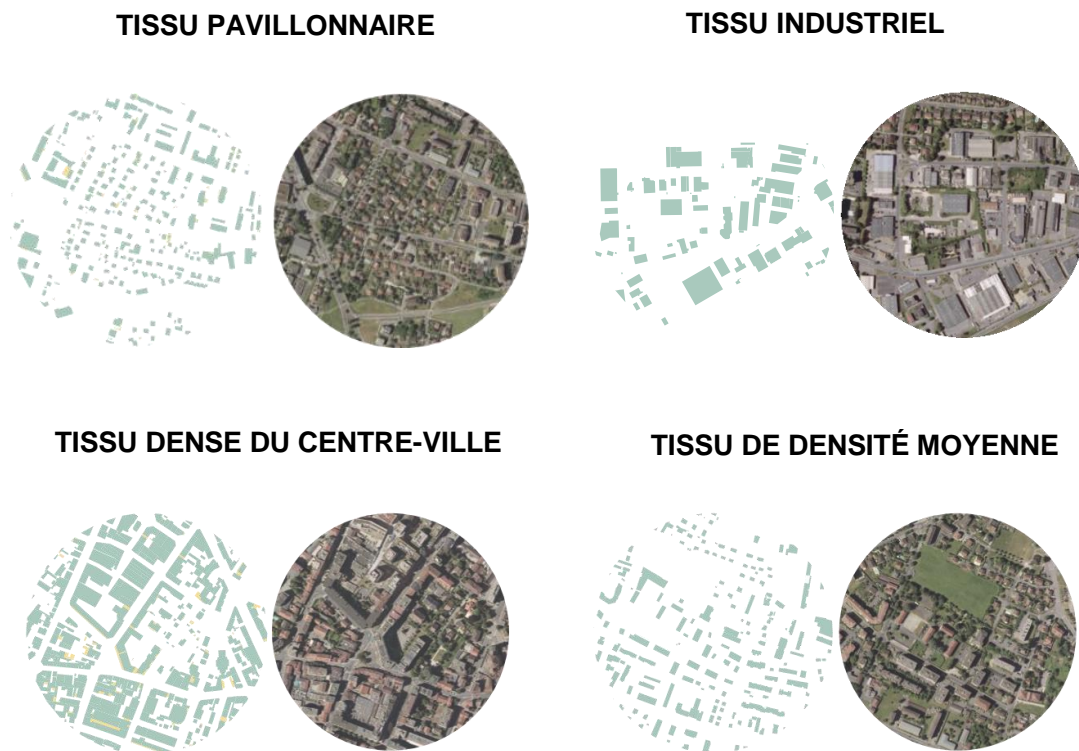 TISSU PAVILLONNAIRE
TISSU INDUSTRIEL
TISSU DENSE DU CENTRE-VILLE
TISSU DE DENSITÉ MOYENNE